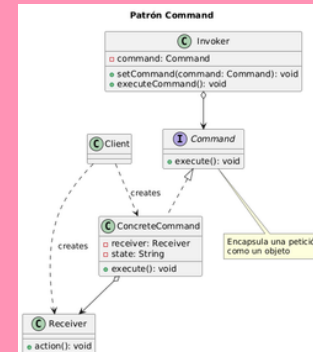 Patrón Command
C Invoker
command: Command
setCommand(command: Command): void
executeCommand(): void
C Client
I Command
execute(): void
creates
C ConcreteCommand
receiver: Receiver
state: String
execute(): void
Encapsula una petició
como un objeto
creates
C Receiver
action(): void